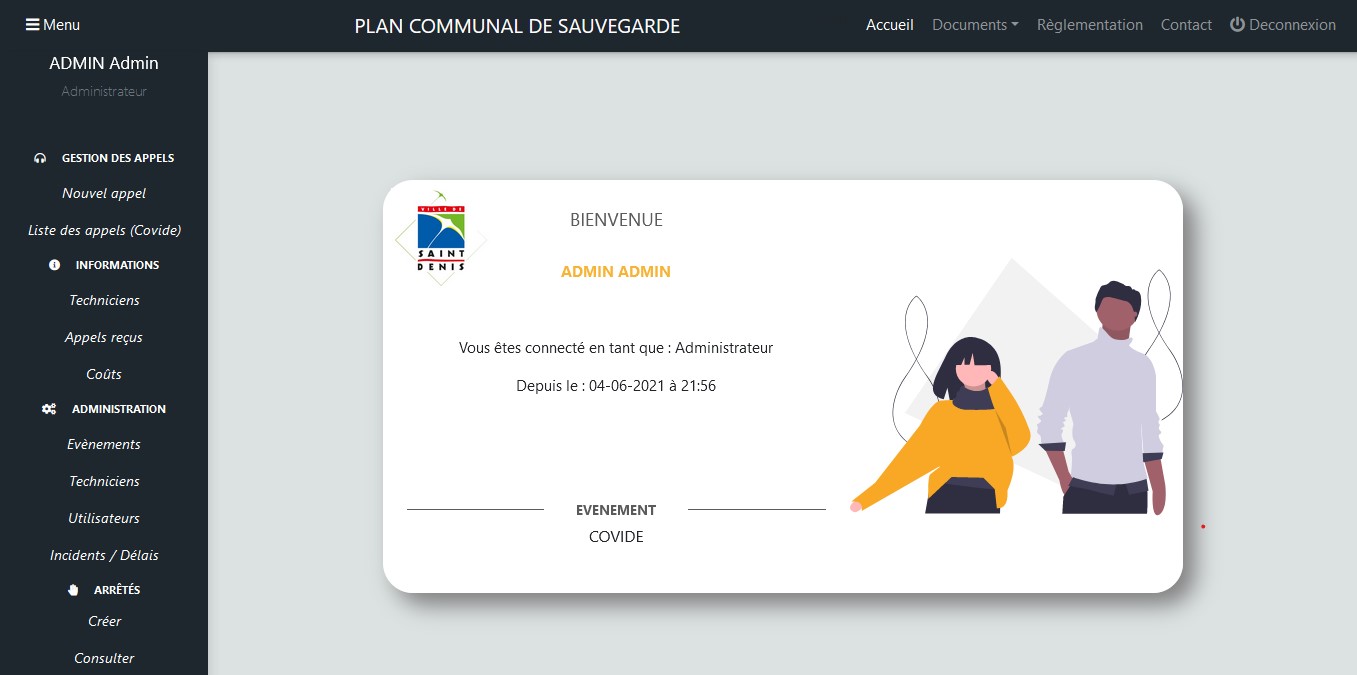 Menu
PLAN COMMUNAL DE SAUVEGARDE
Accueil
Documents
Règlementation
Contact
Deconnexion
ADMIN Admin
Administrateur
GESTION DES APPELS
Nouvel appel
Liste des appels (Covide)
INFORMATIONS
Techniciens
Appels reçus
Coûts
ADMINISTRATION
Evènements
Techniciens
Utilisateurs
Incidents / Délais
ARRÊTÉS
Créer
Consulter
VILLE DE
SAINT
DENIS
BIENVENUE
ADMIN ADMIN
Vous êtes connecté en tant que : Administrateur
Depuis le : 04-06-2021 à 21:56
EVENEMENT
COVIDE